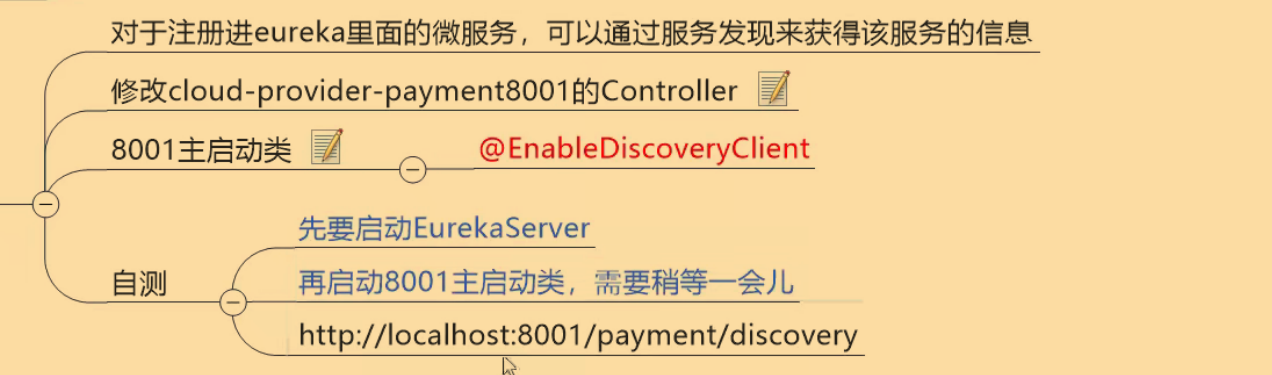 对于注册进eureka里面的微服务，可以通过服务发现来获得该服务的信息
修改cloud-provider-payment8001的Controller
8001主启动类
@EnableDiscoveryClient
自测
先要启动EurekaServer
再启动8001主启动类，需要稍等一会儿
http://localhost:8001/payment/discovery